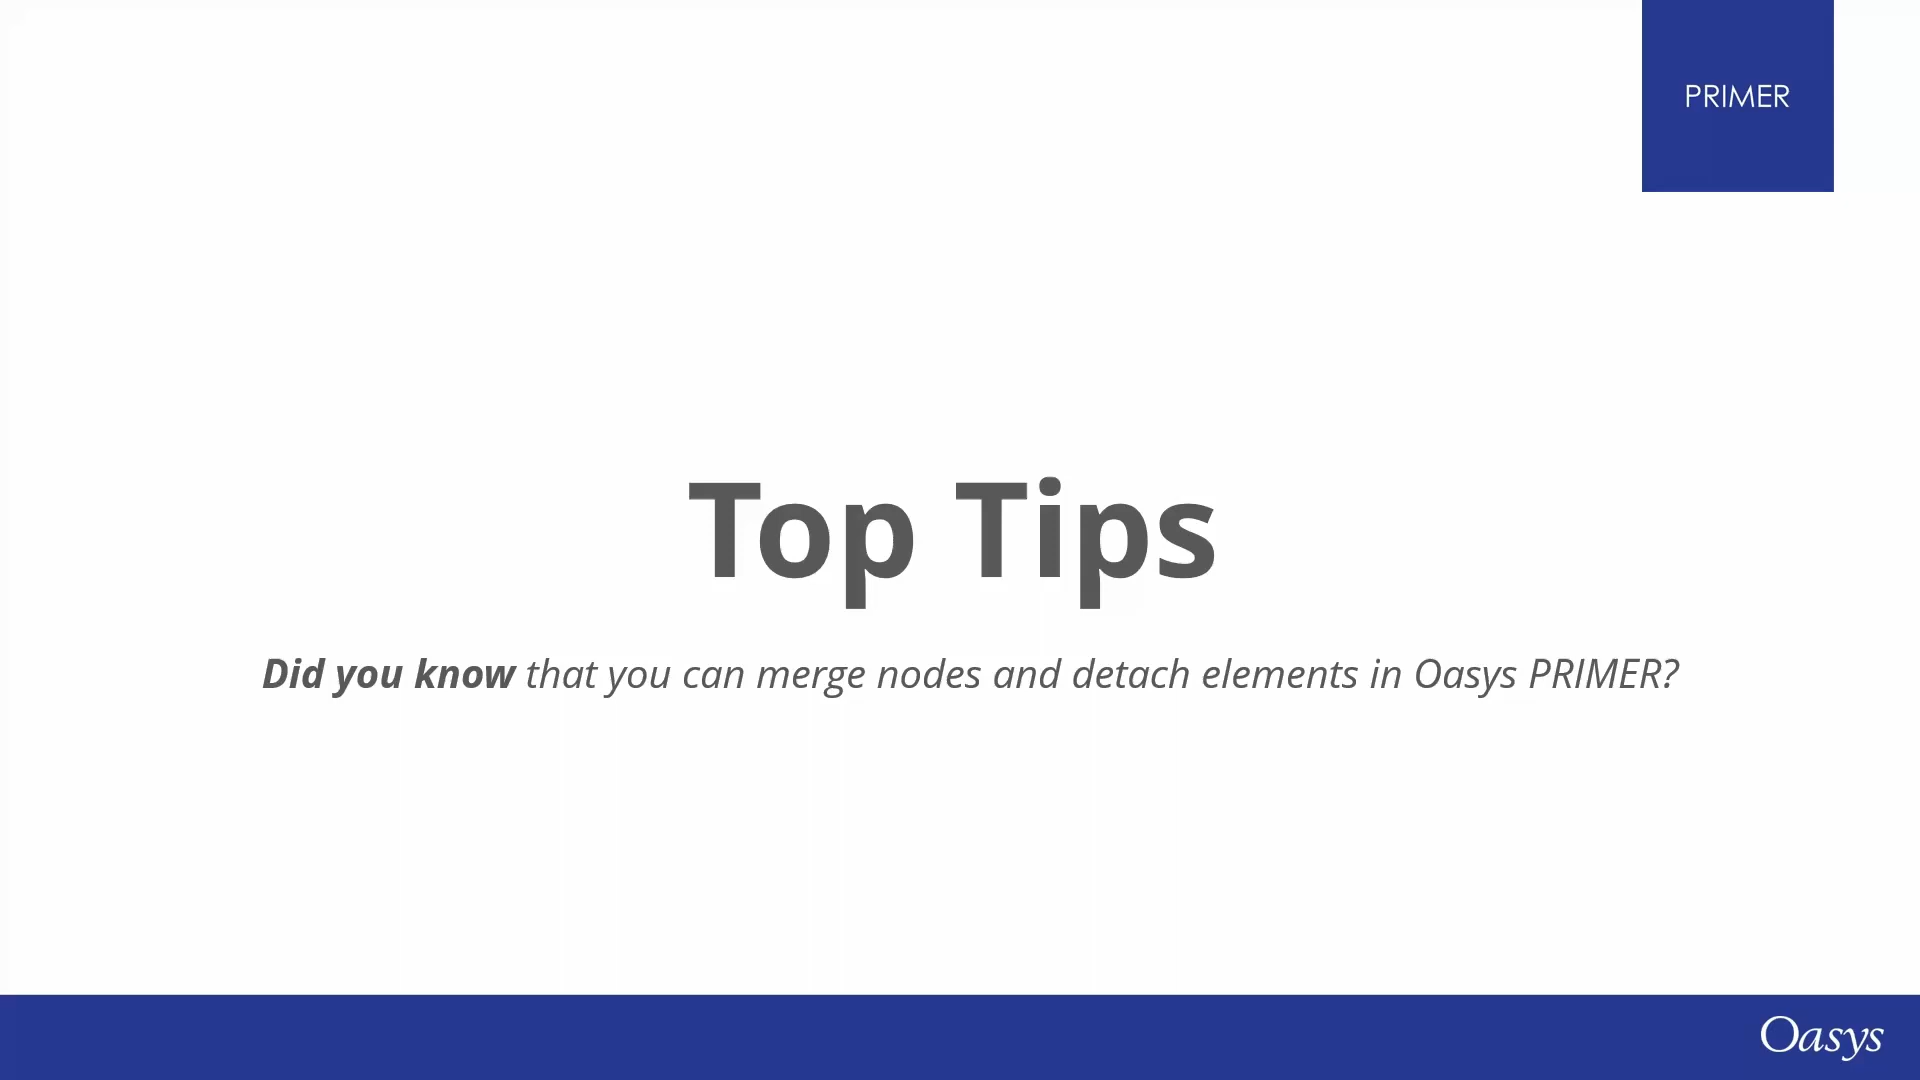 PRIMER
Top Tips
Did you know that you can merge nodes and detach elements in Oasys PRIMER?
Oasys